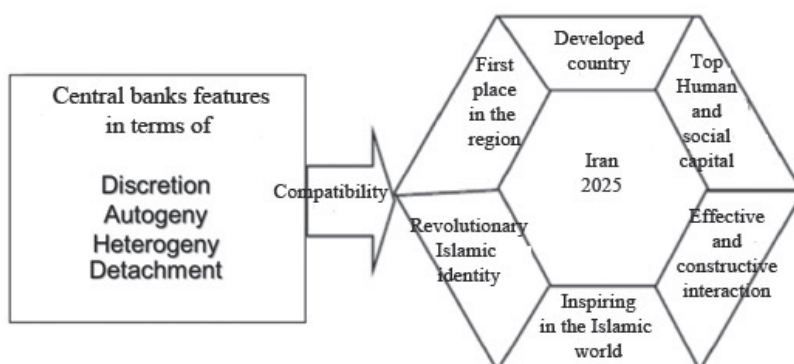 Central banks features
in terms of
Discretion
Autogeny
Heterogeny
Detachment
Compatibility
First
place
in the
region
Developed
country
Top
Human
and
social
capital
Iran
2025
Revolutionary
Islamic
identity
Effective
and
constructive
interaction
Inspiring
in the Islamic
world